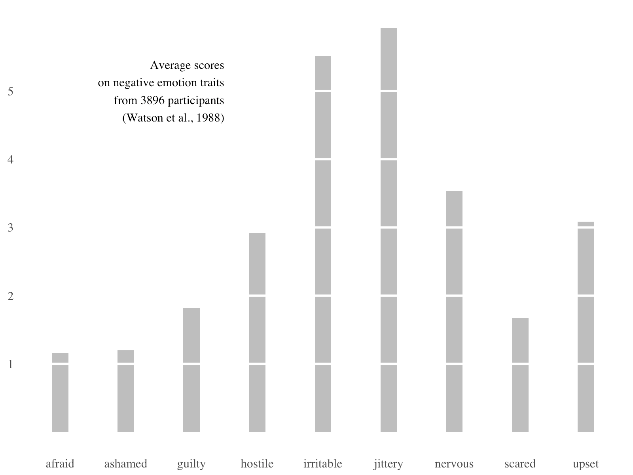 Average scores
on negative emotion traits
from 3896 participants
(Watson et al., 1988)
5
4
3
2
1
afraid ashamed guilty hostile irritable jittery nervous scared upset